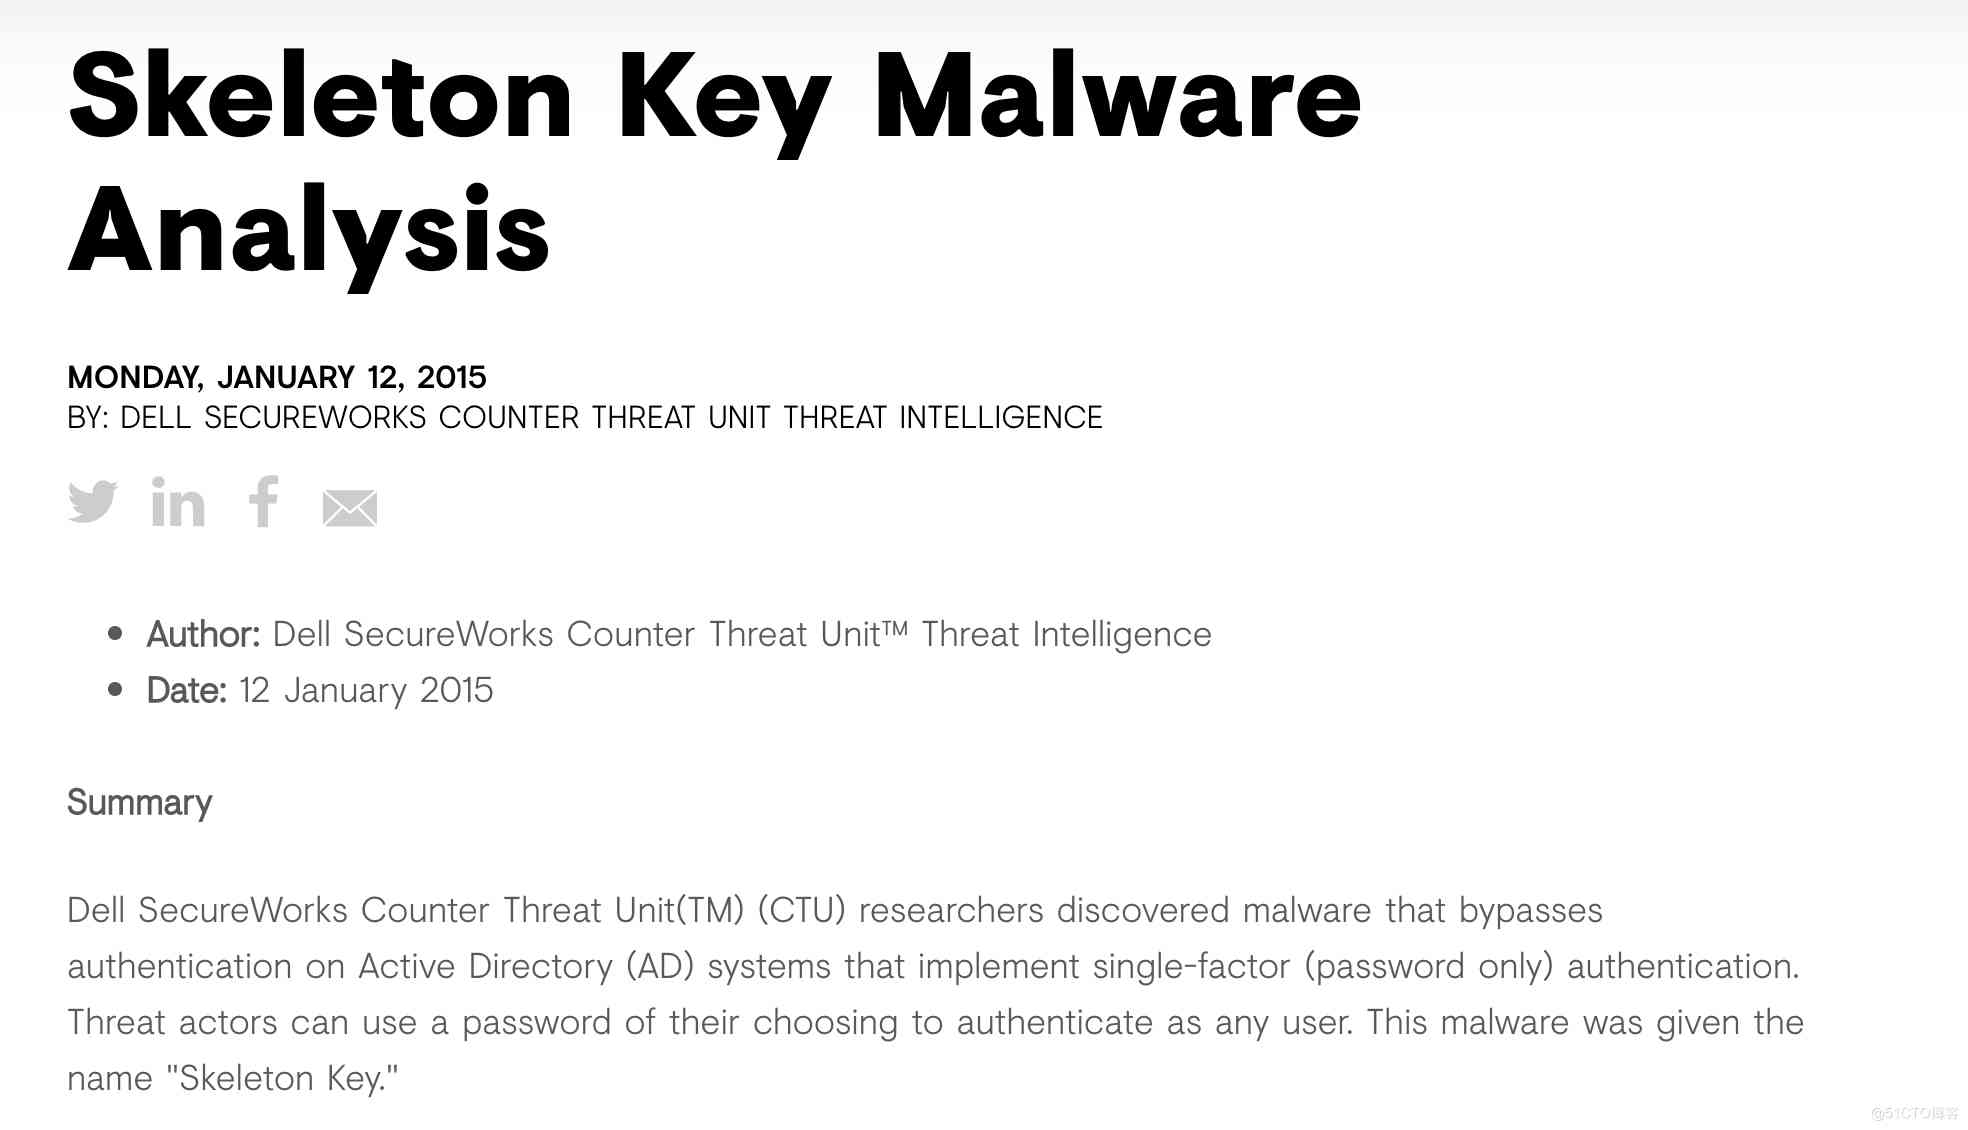 Skeleton Key Malware
Analysis
MONDAY, JANUARY 12, 2015
BY: DELL SECUREWORKS COUNTER THREAT UNIT THREAT INTELLIGENCE
• Author: Dell SecureWorks Counter Threat Unit™ Threat Intelligence
• Date: 12 January 2015
Summary
Dell SecureWorks Counter Threat Unit(TM) (CTU) researchers discovered malware that bypasses
authentication on Active Directory (AD) systems that implement single-factor (password only) authentication.
Threat actors can use a password of their choosing to authenticate as any user. This malware was given the
name "Skeleton Key."
@51CTO博客